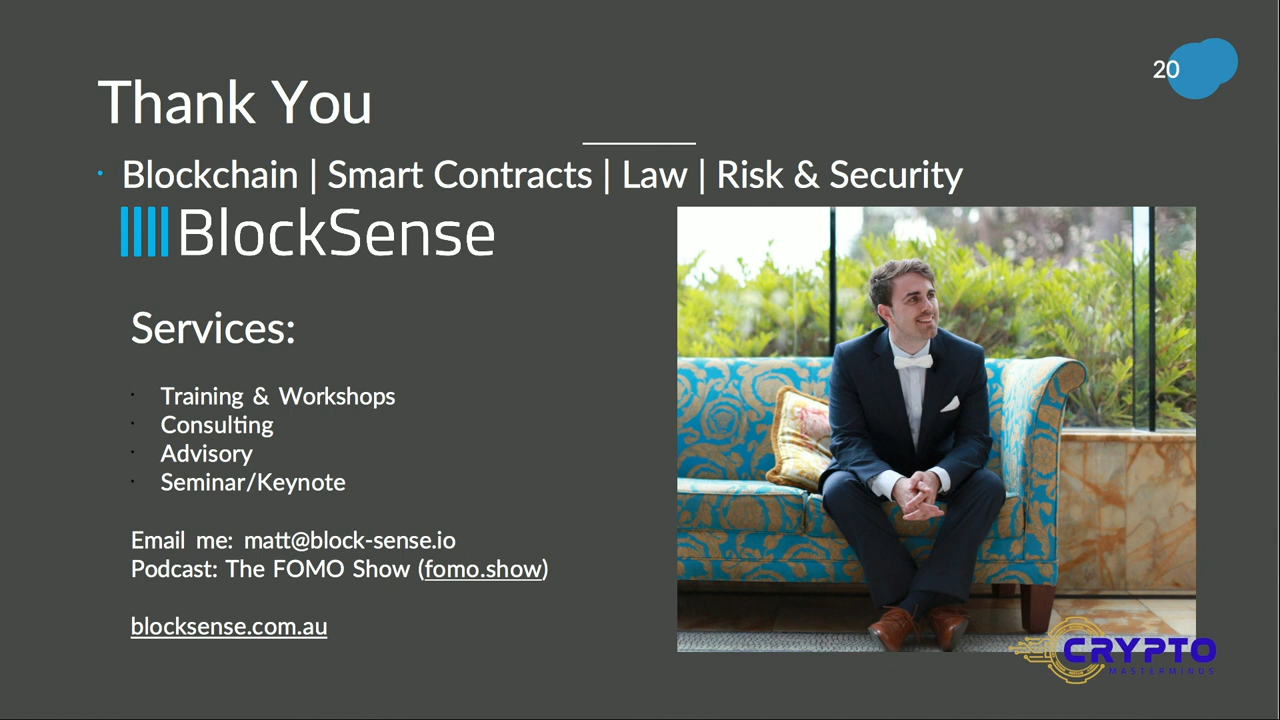 20
Thank You
Blockchain | Smart Contracts | Law | Risk & Security
BlockSense
Services:
Training & Workshops
Consulting
Advisory
Seminar/Keynote
Email me: matt@block-sense.io
Podcast: The FOMO Show (fomo.show)
blocksense.com.au
CRYPTO
MASTERMINDS